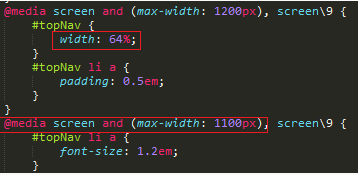 @media screen and (max-width: 1200px), screen\9 {
#topNav {
width: 64%;
}
#topNav li a {
padding: 0.5em;
}
}
@media screen and (max-width: 1100px), screen\9 {
#topNav li a {
font-size: 1.2em;
}